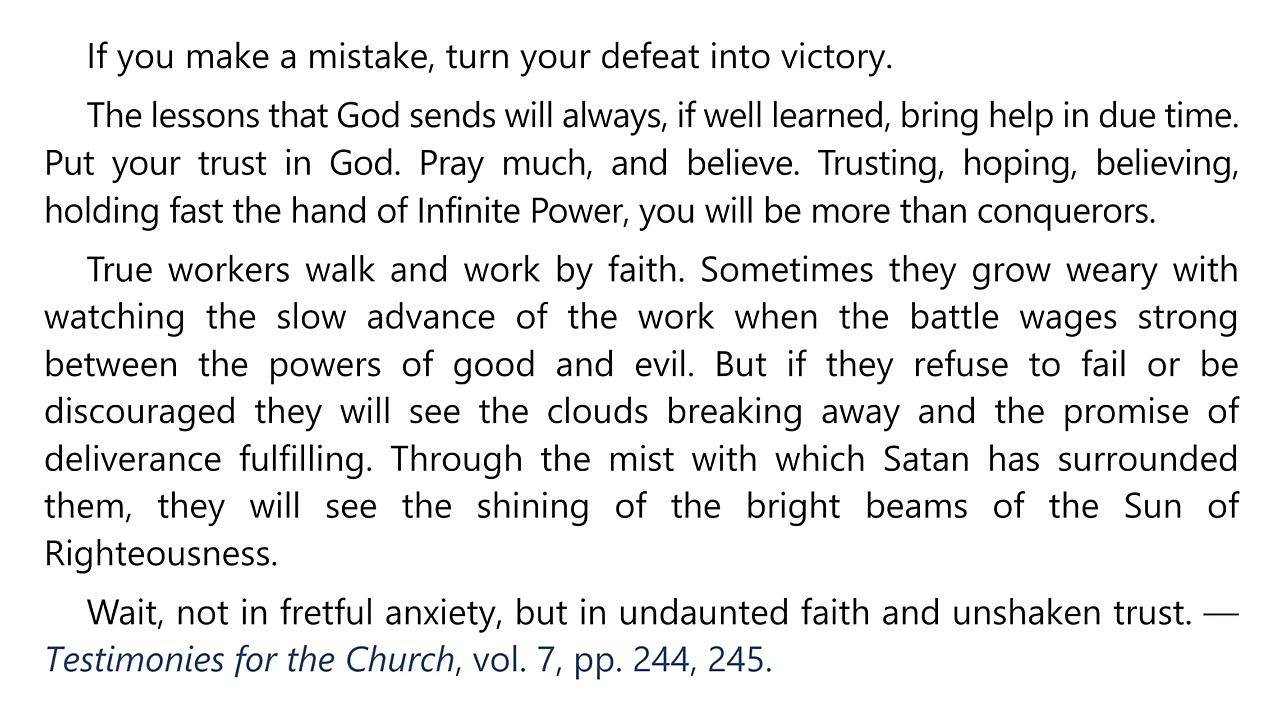 If you make a mistake, turn your defeat into victory.
The lessons that God sends will always, if well learned, bring help in due time.
Put your trust in God. Pray much, and believe. Trusting, hoping, believing,
holding fast the hand of Infinite Power, you will be more than conquerors.
True workers walk and work by faith. Sometimes they grow weary with
watching the slow advance of the work when the battle wages strong
between the powers of good and evil. But if they refuse to fail or be
discouraged they will see the clouds breaking away and the promise of
deliverance fulfilling. Through the mist with which Satan has surrounded
them, they will see the shining of the bright beams of the Sun of
Righteousness.
Wait, not in fretful anxiety, but in undaunted faith and unshaken trust. —
Testimonies for the Church, vol. 7, pp. 244, 245.